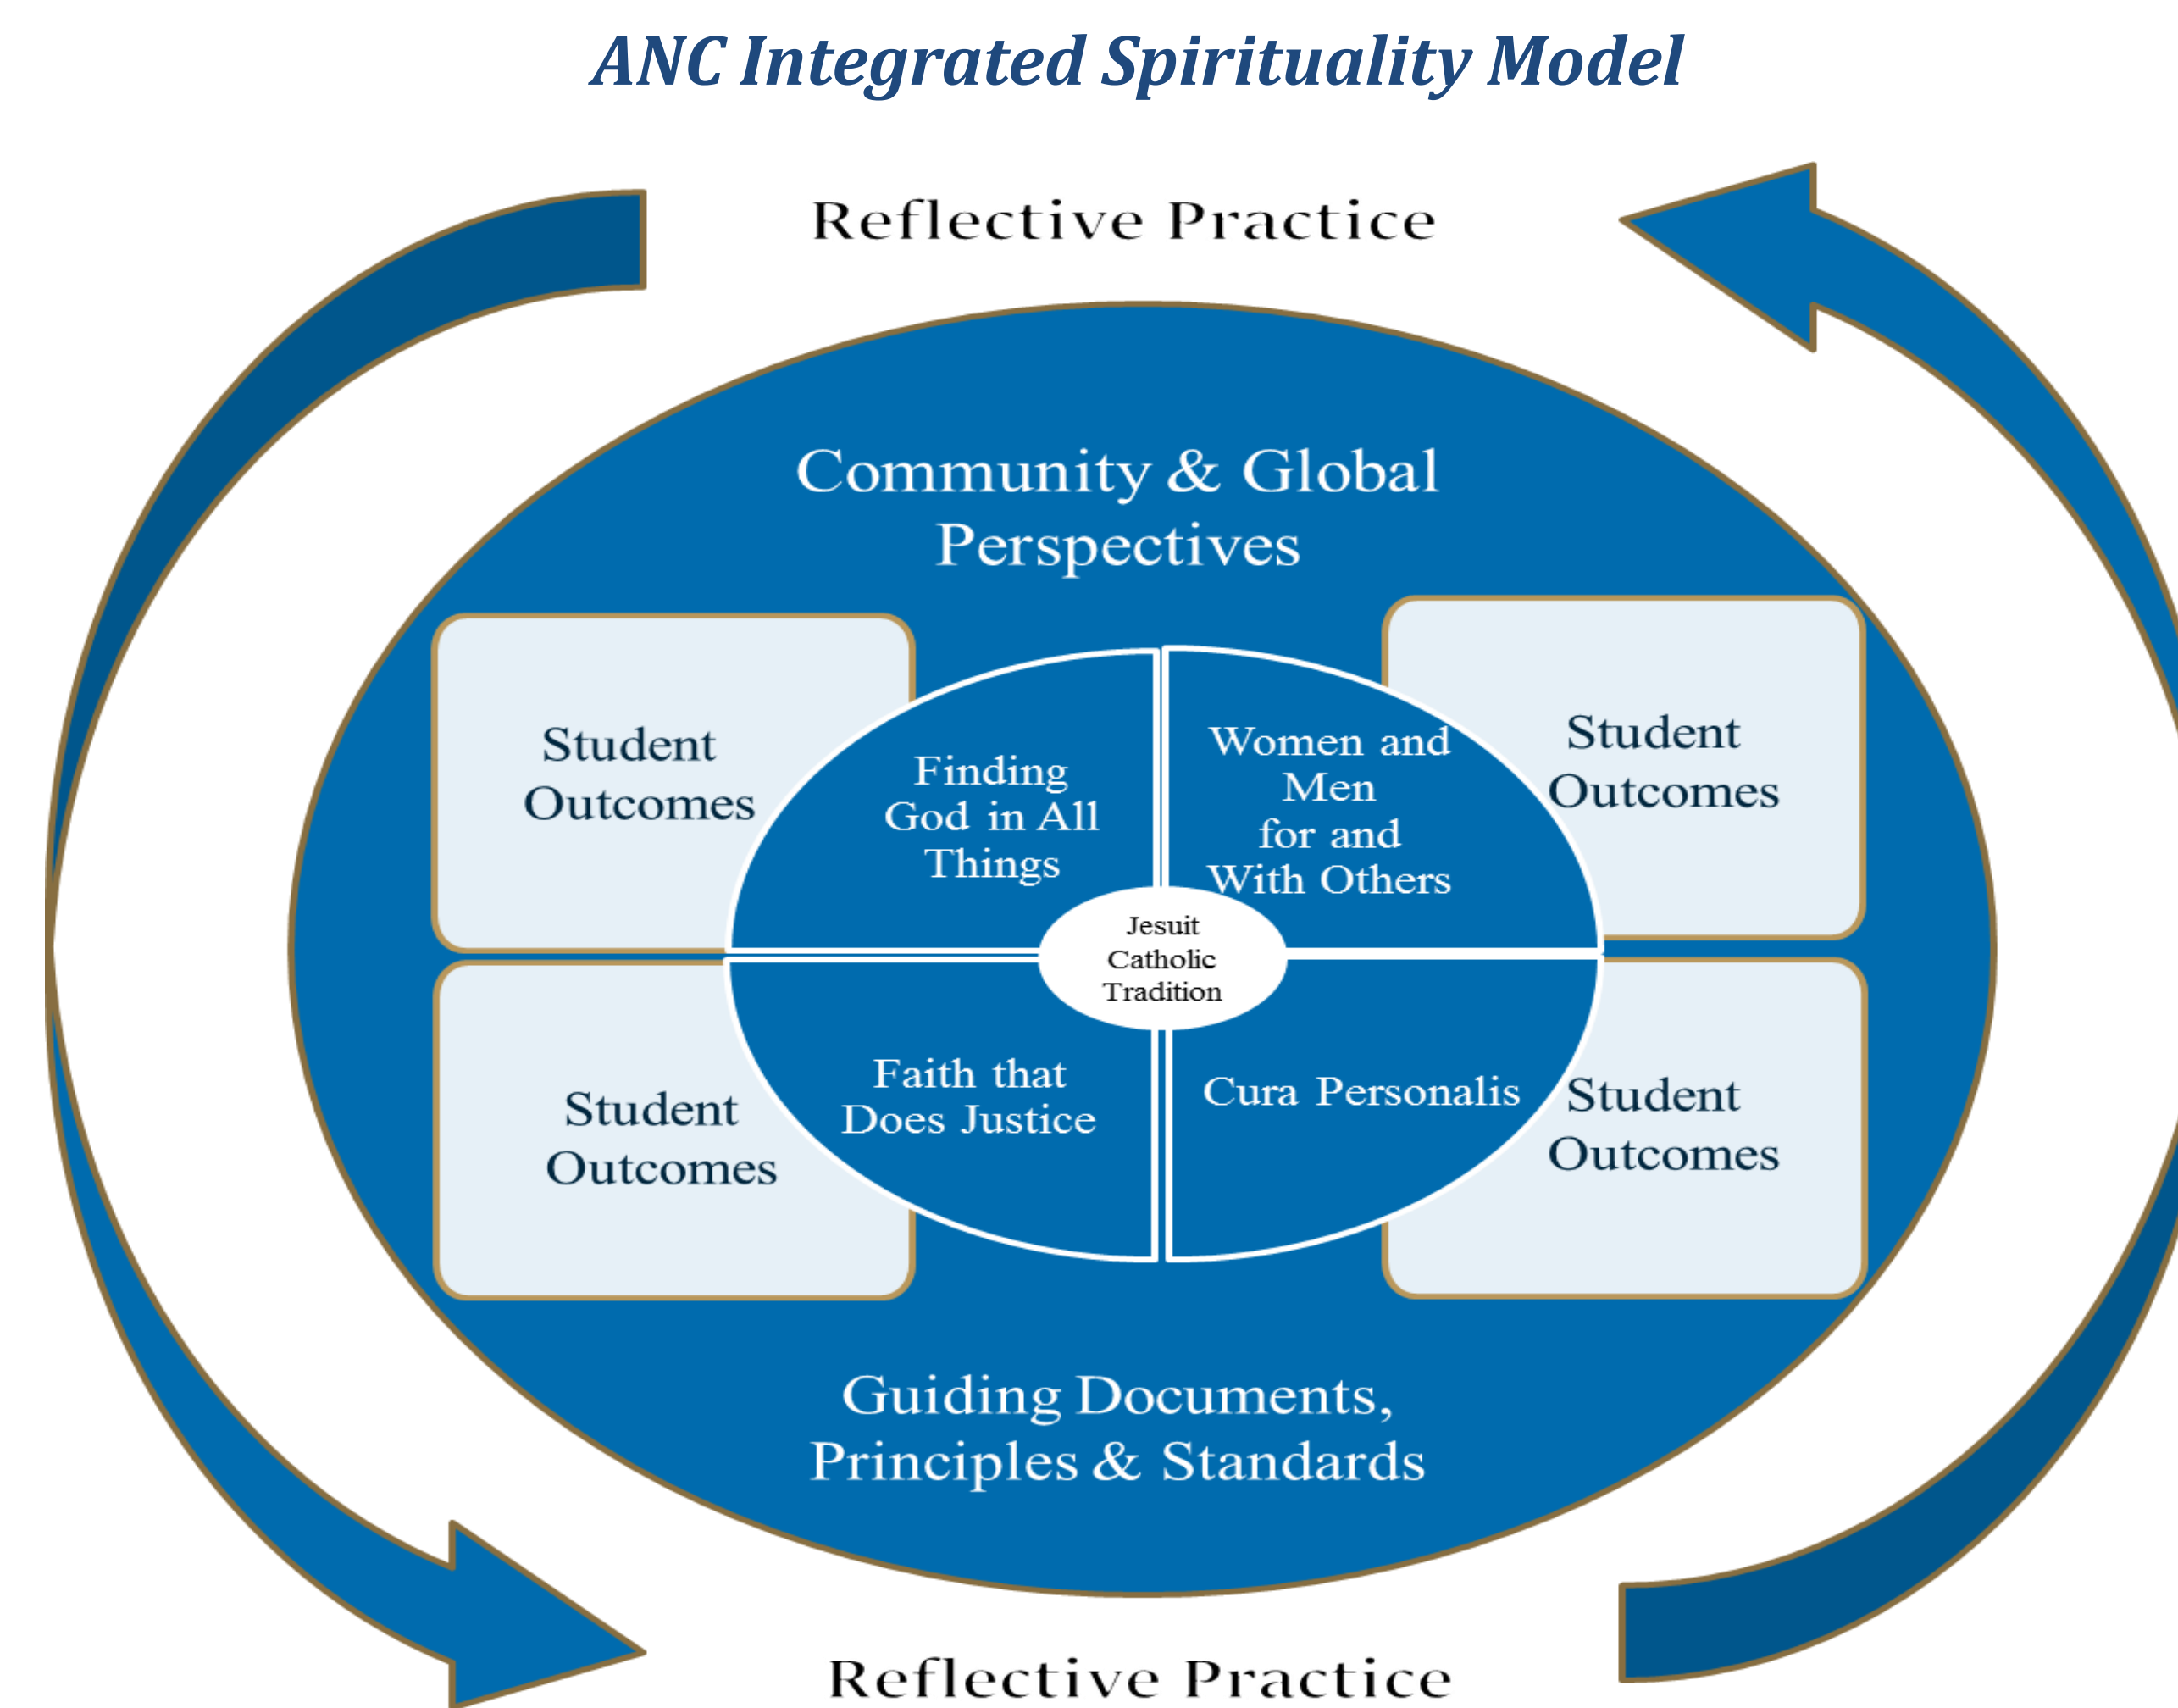 ANC Integrated Spirituality Model
Reflective Practice
Community & Global
Perspectives
Student
Outcomes
Finding
God in All
Things
Women and
Men
for and
With Others
Student
Outcomes
Jesuit
Catholic
Tradition
Student
Outcomes
Faith that
Does Justice
Cura Personalis
Student
Outcomes
Guiding Documents,
Principles & Standards
Reflective Practice